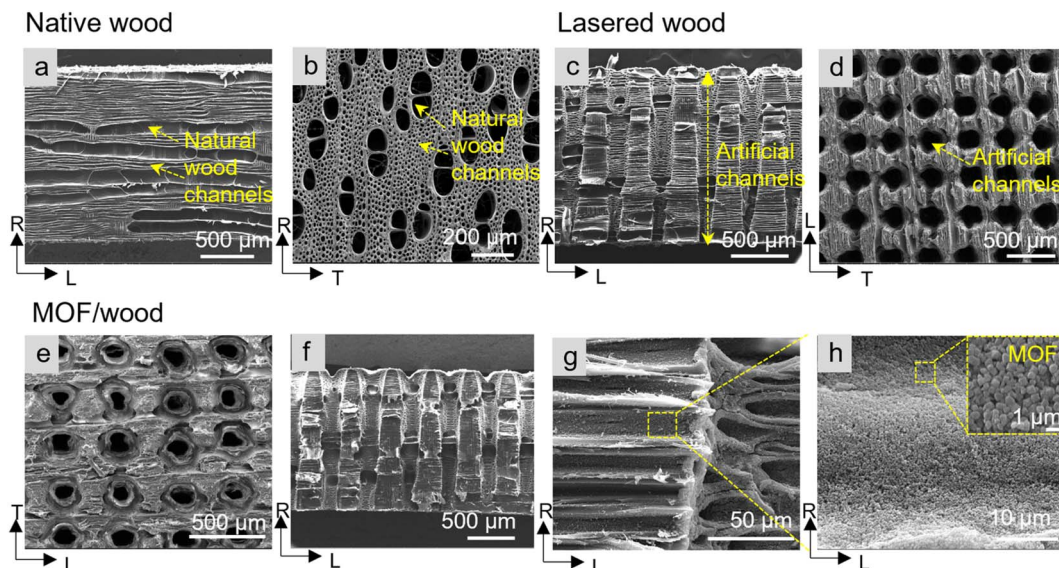 Native wood
Lasered wood
a
Natural
wood
channels
500 µm
R
L
b
Natural
wood
channels
200 µm
R
T
c
Artificial
channels
500 µm
R
L
d
Artificial
channels
500 µm
L
T
MOF/wood
e
500 µm
T
L
f
500 µm
R
L
g
50 µm
R
L
h
MOF
1 µm
10 µm
R
L